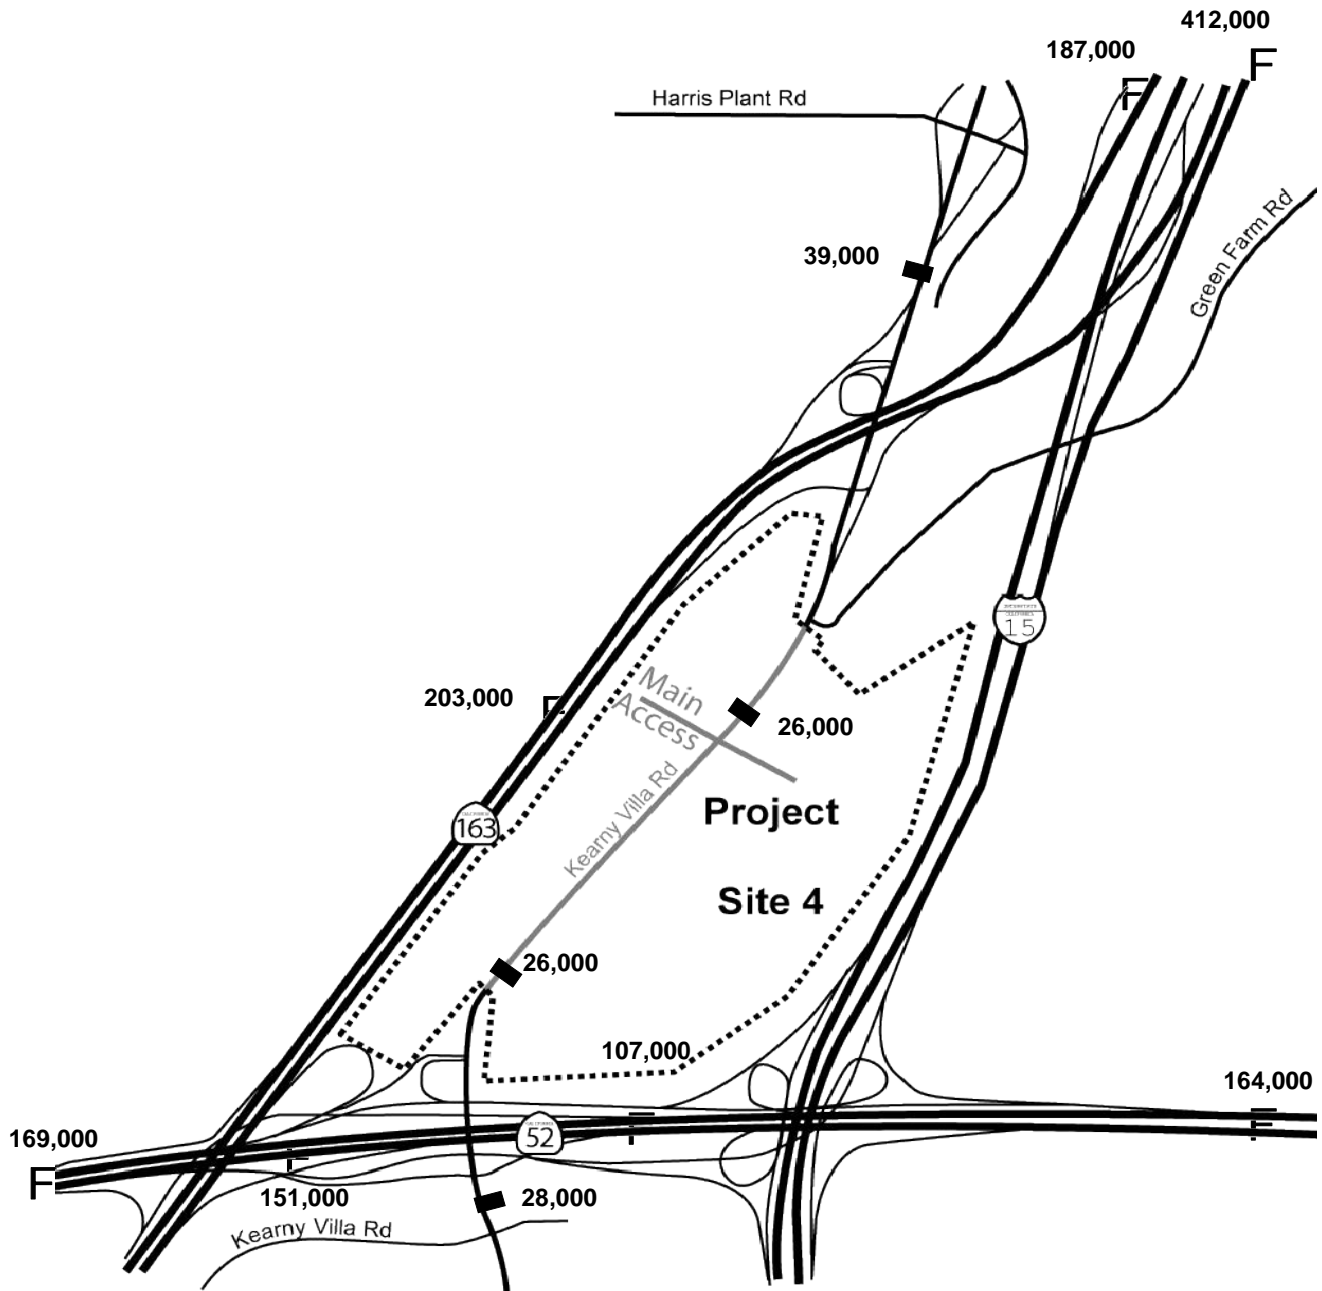 412,000
187,000
F
F
Harris Plant Rd
Green Farm Rd
39,000
15
Main
Access
203,000
F
26,000
Kearny Villa Rd
Project
163
Site 4
26,000
107,000
164,000
F
F
52
169,000
F
F
151,000
28,000
Kearny Villa Rd